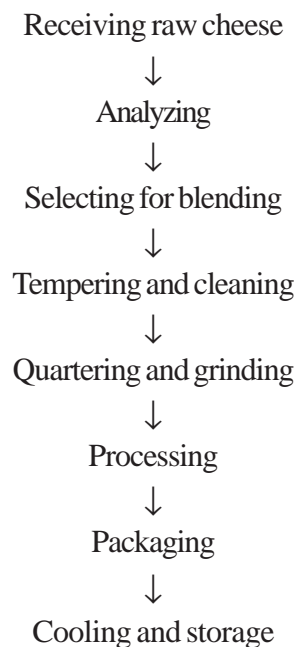 Receiving raw cheese
↓
Analyzing
↓
Selecting for blending
↓
Tempering and cleaning
↓
Quartering and grinding
↓
Processing
↓
Packaging
↓
Cooling and storage